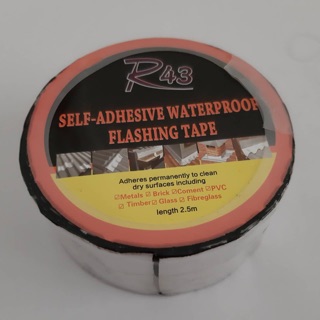 R43
SELF-ADHESIVE WATERPROOF
FLASHING TAPE
Adheres permanently to clean
dry surfaces including
☑Metals ☑Brick ☑Cement ☑PVC
☑Timber ☑Glass ☑Fibreglass
length 2.5m